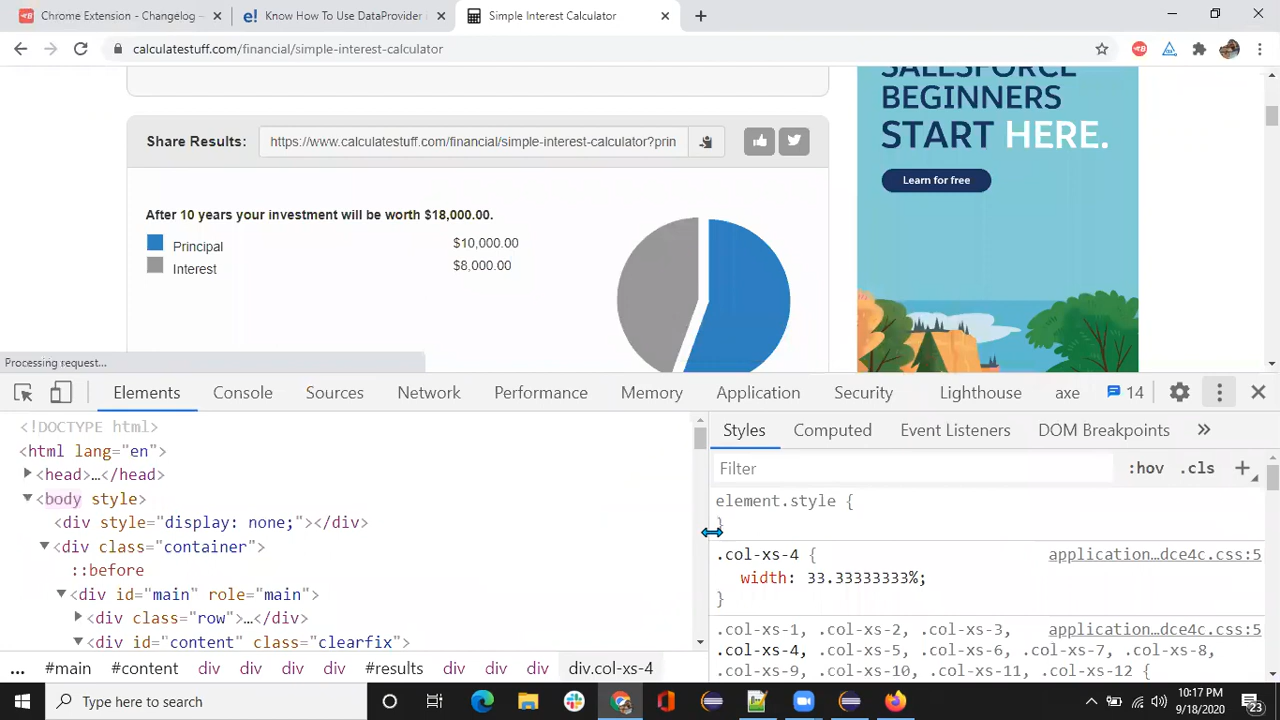 Chrome Extension - Changelog –
Know How To Use DataProvider I
Simple Interest Calculator
calculatestuff.com/financial/simple-interest-calculator
SALESFORCE
BEGINNERS
START HERE.
Learn for free
Share Results:
https://www.calculatestuff.com/financial/simple-interest-calculator?prin
After 10 years your investment will be worth $18,000.00.
Principal $10,000.00
Interest $8,000.00
Processing request...
Elements Console Sources Network Performance Memory Application Security Lighthouse axe 14
<!DOCTYPE html>
<html lang="en">
<head>…</head>
<body style>
<div style="display: none;"></div>
<div class="container">
::before
<div id="main" role="main">
<div class="row">…</div>
<div id="content" class="clearfix">
... #main #content div div div #results div div div div.col-xs-4
Styles Computed Event Listeners DOM Breakpoints »
Filter :hov .cls +
element.style {
}
.col-xs-4 { application…dce4c.css:5
width: 33.33333333%;
}
.col-xs-1, .col-xs-2, .col-xs-3, application…dce4c.css:5
.col-xs-4, .col-xs-5, .col-xs-6, .col-xs-7, .col-xs-8,
.col-xs-9, .col-xs-10, .col-xs-11, .col-xs-12 {
Type here to search
10:17 PM
9/18/2020
23